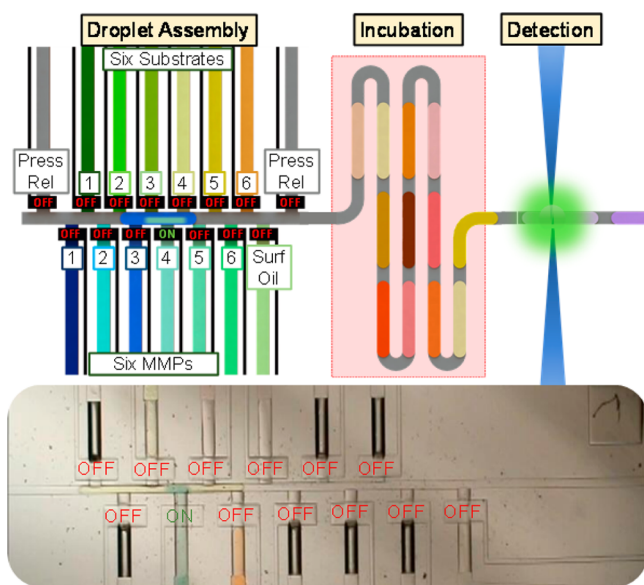 Droplet Assembly
Incubation
Detection
Six Substrates
Press
Rel
1 2 3 4 5 6
Press
Rel
OFF OFF OFF OFF OFF OFF OFF OFF
OFF OFF OFF ON OFF OFF OFF
1 2 3 4 5 6
Surf
Oil
Six MMPs
OFF OFF OFF OFF OFF OFF
OFF ON OFF OFF OFF OFF OFF